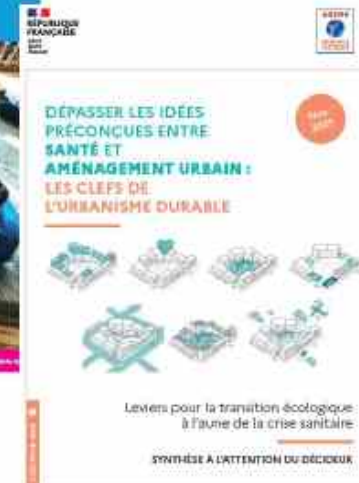 RÉPUBLIQUE
FRANÇAISE
ADEME
DÉPASSER LES IDÉES
PRÉCONÇUES ENTRE
SANTÉ ET
AMÉNAGEMENT URBAIN :
LES CLEFS DE
L'URBANISME DURABLE
Leviers pour la transition écologique
à l'aune de la crise sanitaire
SYNTHÈSE À L'ATTENTION DU DÉCIDEUR